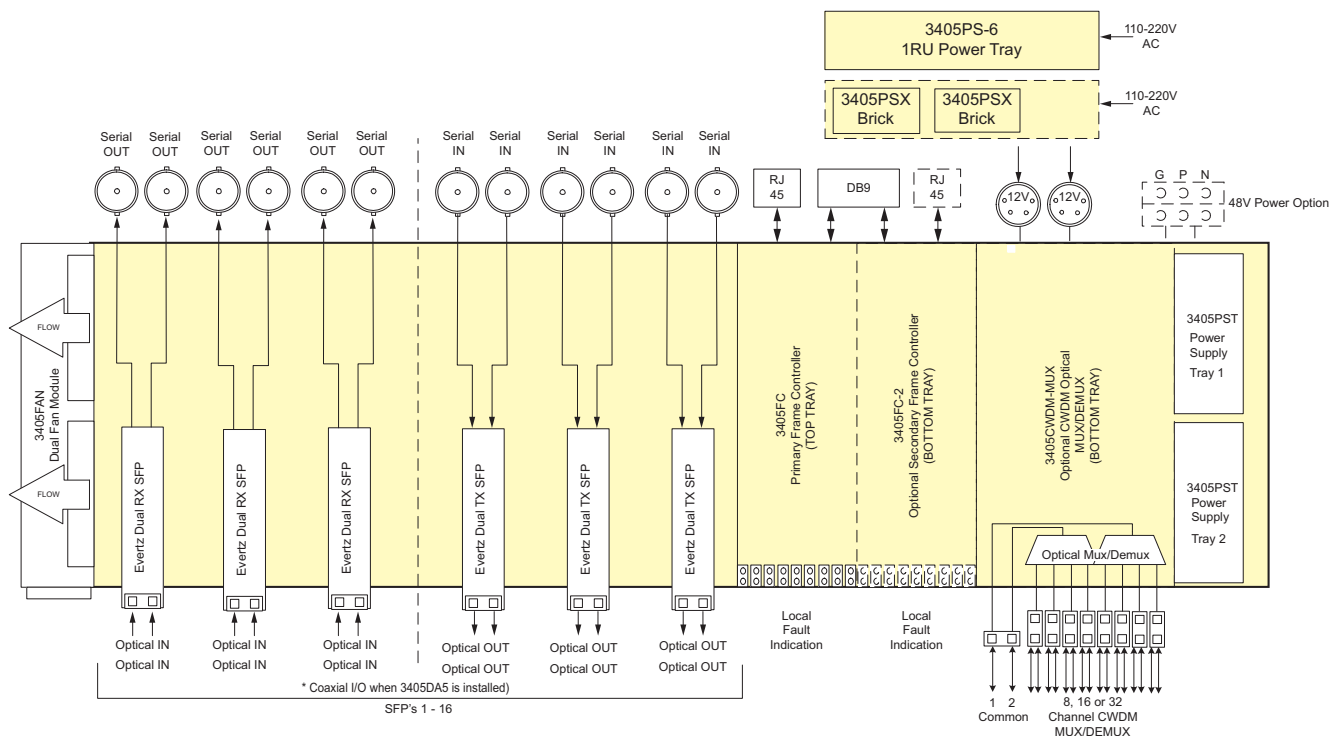 3405PS-6
1RU Power Tray
110-220V
AC
3405PSX
Brick
3405PSX
Brick
110-220V
AC
Serial
OUT
Serial
OUT
Serial
OUT
Serial
OUT
Serial
OUT
Serial
OUT
Serial
IN
Serial
IN
Serial
IN
Serial
IN
Serial
IN
Serial
IN
RJ
45
DB9
RJ
45
12V
12V
G P N
48V Power Option
FLOW
FLOW
3405FAN
Dual Fan Module
Evertz Dual RX SFP
Evertz Dual RX SFP
Evertz Dual RX SFP
Evertz Dual TX SFP
Evertz Dual TX SFP
Evertz Dual TX SFP
3405FC
Primary Frame Controller
(TOP TRAY)
3405FC-2
Optional Secondary Frame Controller
(BOTTOM TRAY)
3405CWDM-MUX
Optional CWDM Optical
MUX/DEMUX
(BOTTOM TRAY)
3405PST
Power
Supply
Tray 1
3405PST
Power
Supply
Tray 2
Optical Mux/Demux
Optical IN
Optical IN
Optical IN
Optical IN
Optical IN
Optical IN
Optical OUT
Optical OUT
Optical OUT
Optical OUT
Optical OUT
Optical OUT
Local
Fault
Indication
Local
Fault
Indication
* Coaxial I/O when 3405DA5 is installed)
SFP's 1 - 16
1 2
Common
8, 16 or 32
Channel CWDM
MUX/DEMUX